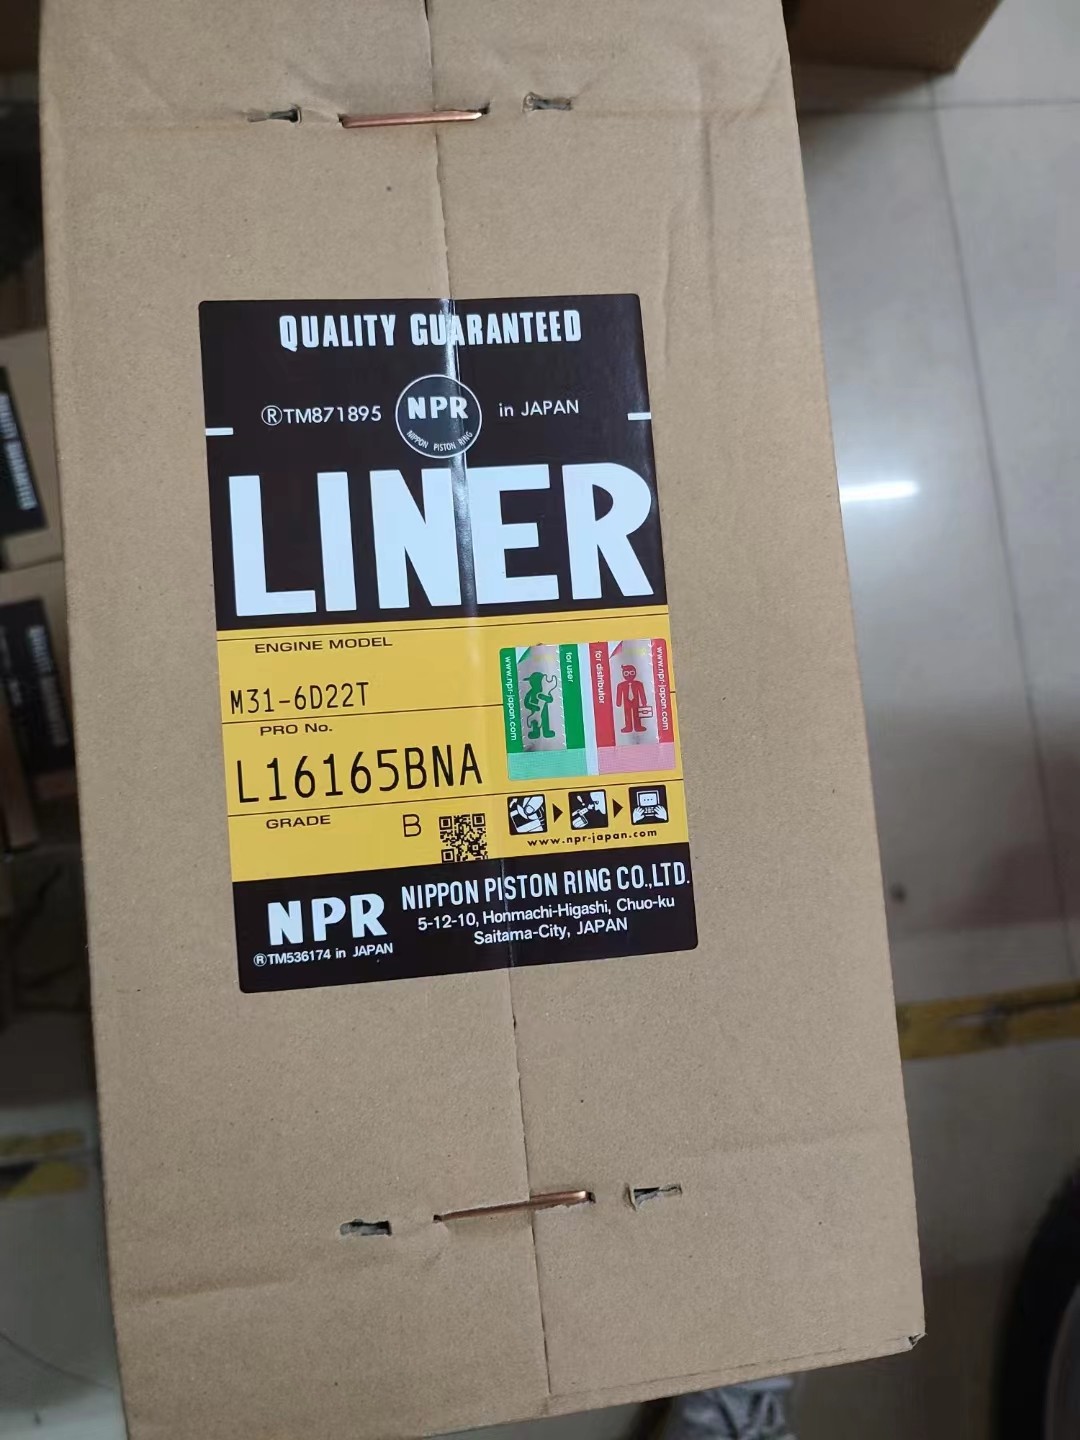 QUALITY GUARANTEED
®TM871895 NPR in JAPAN
NIPPON PISTON RING
LINER
ENGINE MODEL
M31-6D22T
PRO No.
L16165BNA
GRADE B
www.npr-japan.com
for user
for distributor
www.npr-japan.com
www.npr-japan.com
NPR
®TM536174 in JAPAN
NIPPON PISTON RING CO.,LTD.
5-12-10, Honmachi-Higashi, Chuo-ku
Saitama-City, JAPAN
QUALITY GUARANTEED